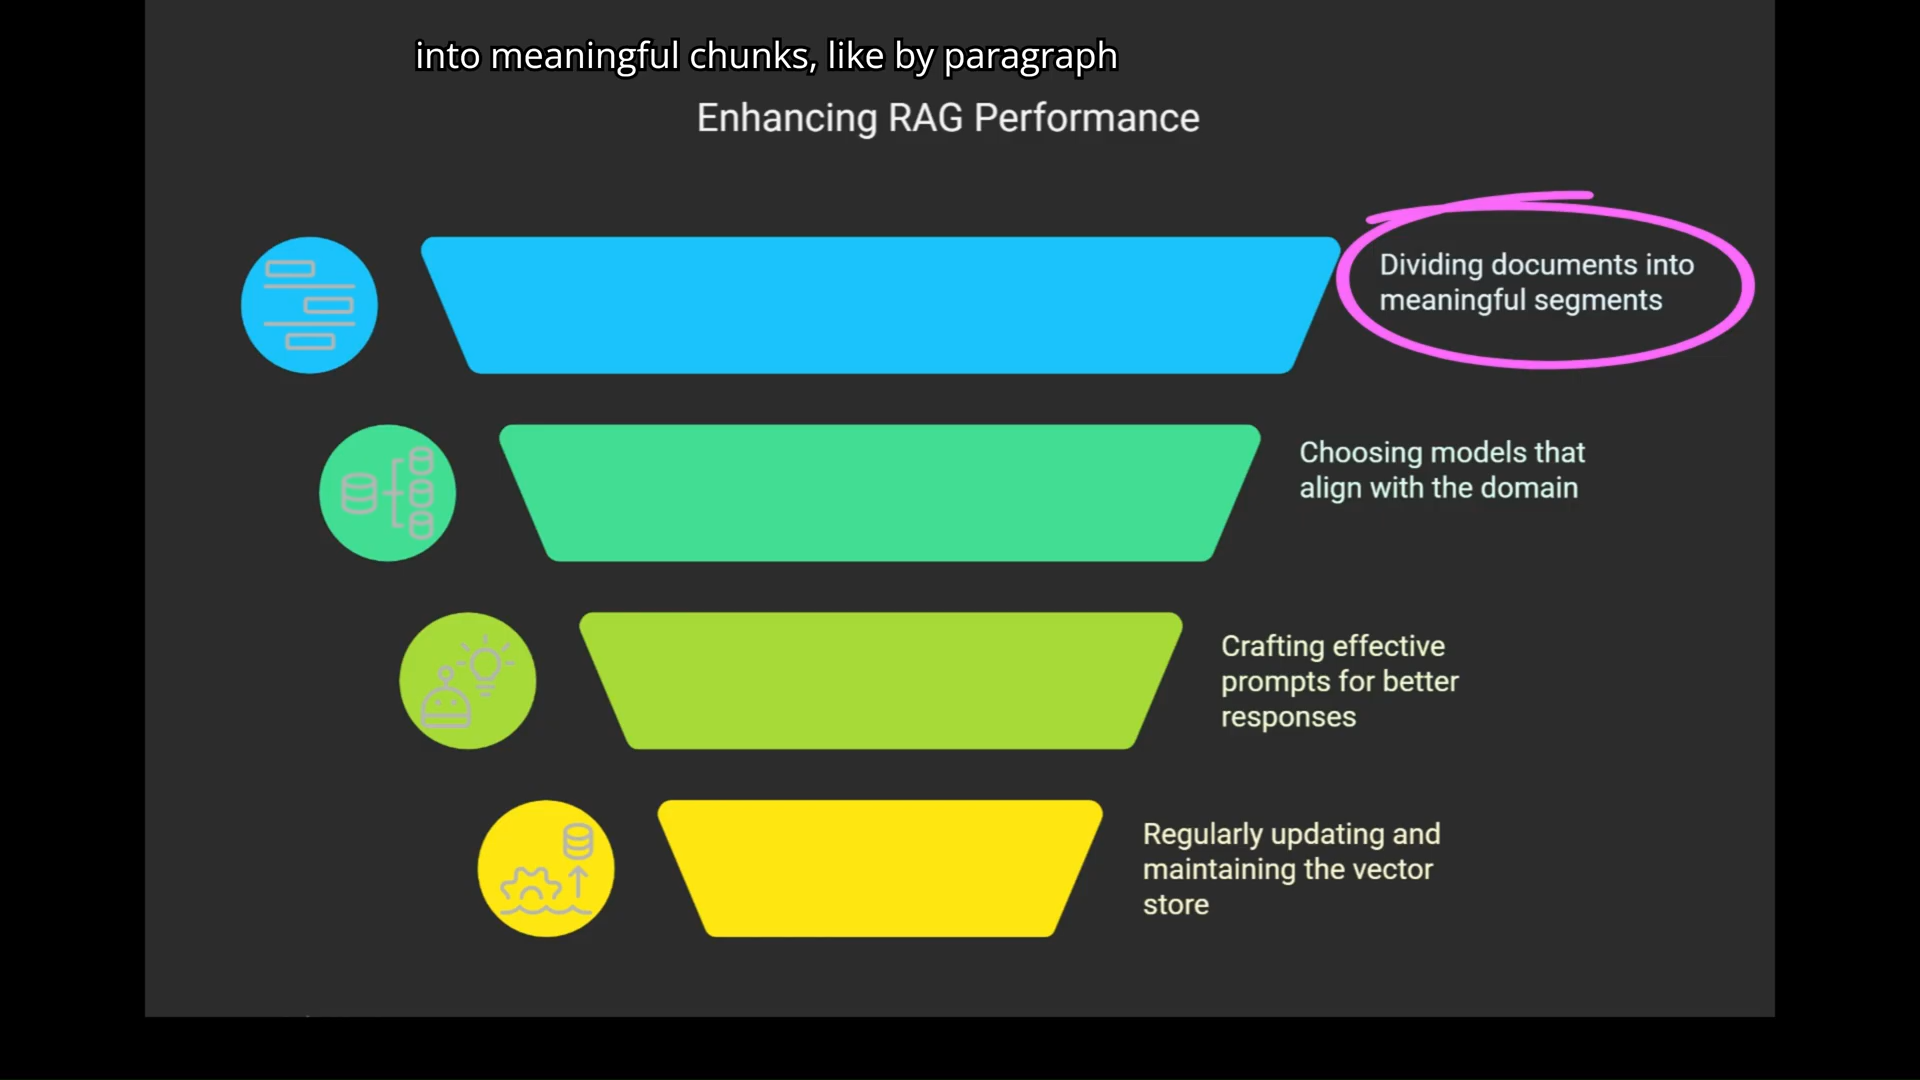 into meaningful chunks, like by paragraph
Enhancing RAG Performance
Dividing documents into
meaningful segments
Choosing models that
align with the domain
Crafting effective
prompts for better
responses
Regularly updating and
maintaining the vector
store